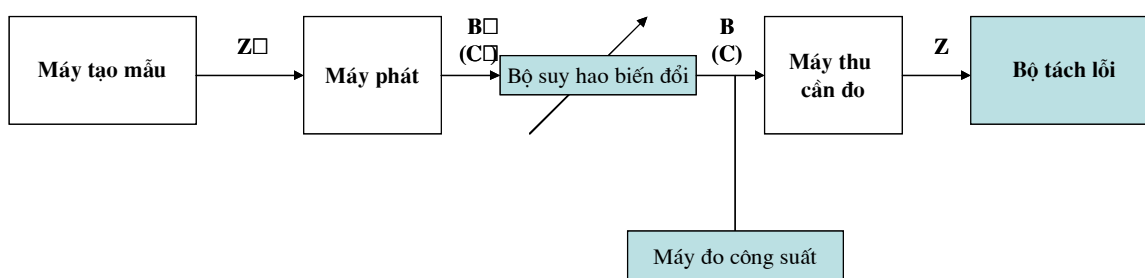 Máy tạo mẫu
Z□
Máy phát
B□
(C□)
Bộ suy hao biến đổi
B
(C)
Máy thu
cần đo
Z
Bộ tách lỗi
Máy đo công suất